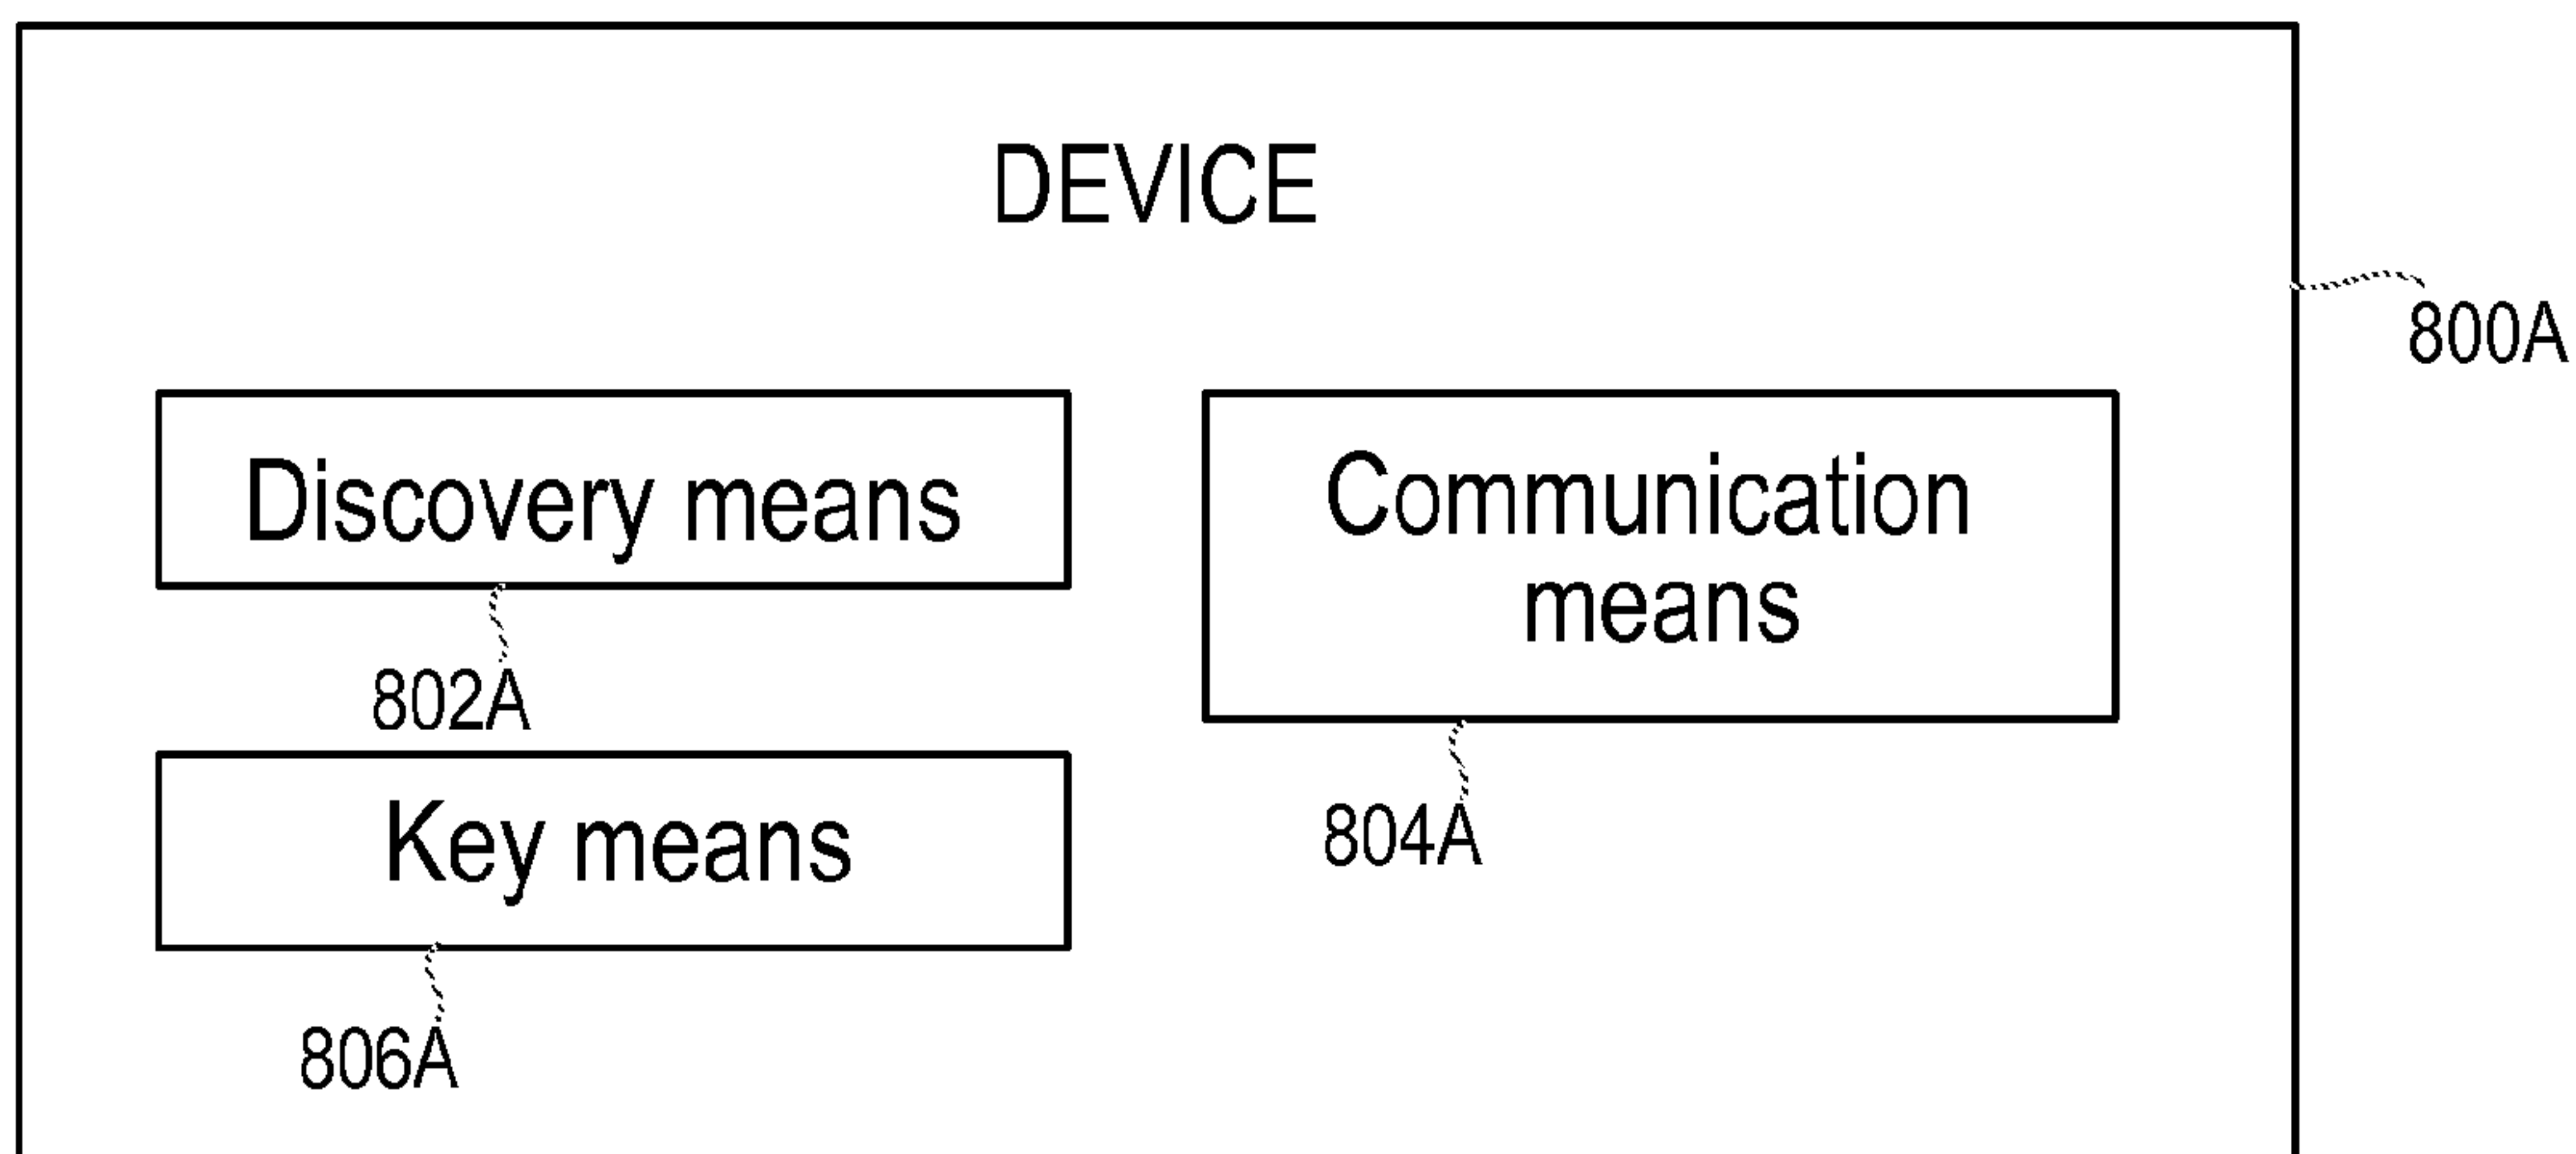 DEVICE
800A
Discovery means
802A
Communication
means
804A
Key means
806A